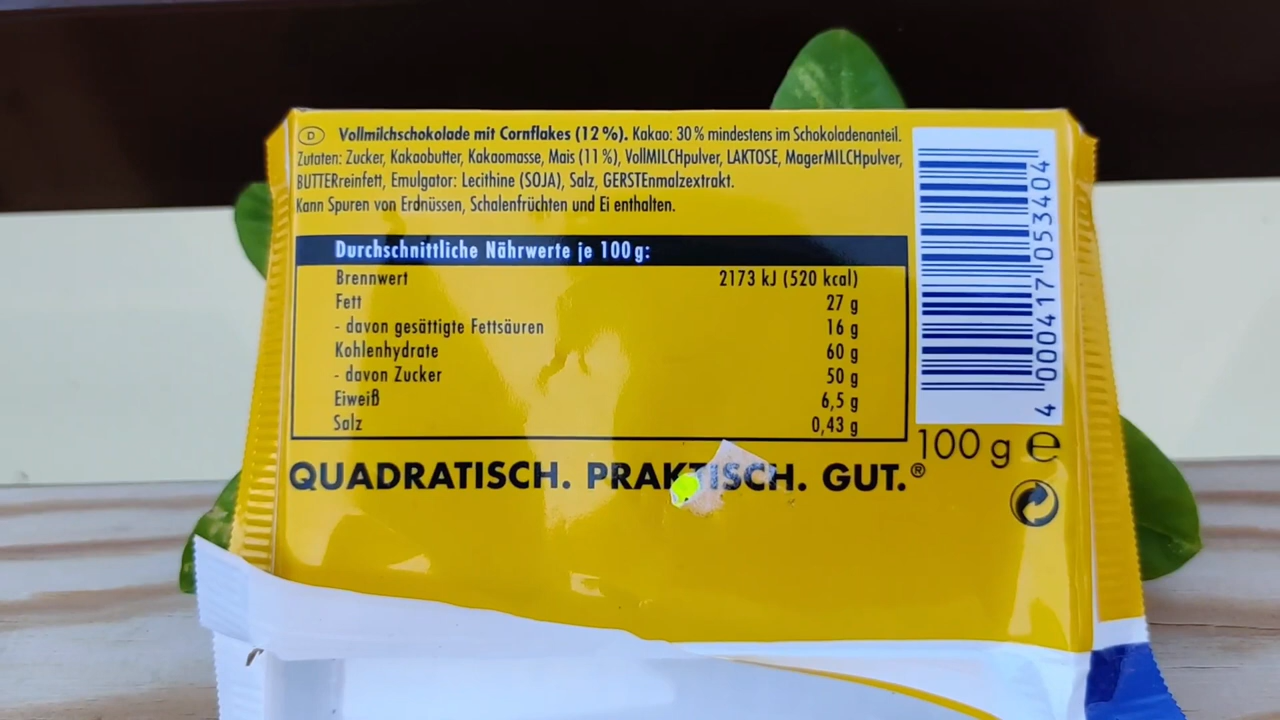 D Vollmilchschokolade mit Cornflakes (12 %). Kakao: 30 % mindestens im Schokoladenanteil.
Zutaten: Zucker, Kakaobutter, Kakaomasse, Mais (11 %), VollMILCHpulver, LAKTOSE, MagerMILCHpulver,
BUTTERreinfett, Emulgator: Lecithine (SOJA), Salz, GERSTEnmalzextrakt.
Kann Spuren von Erdnüssen, Schalenfrüchten und Ei enthalten.
Durchschnittliche Nährwerte je 100 g:
Brennwert 2173 kJ (520 kcal)
Fett 27 g
- davon gesättigte Fettsäuren 16 g
Kohlenhydrate 60 g
- davon Zucker 50 g
Eiweiß 6,5 g
Salz 0,43 g
4 000417 053404
100 g e
QUADRATISCH. PRAKTISCH. GUT.®